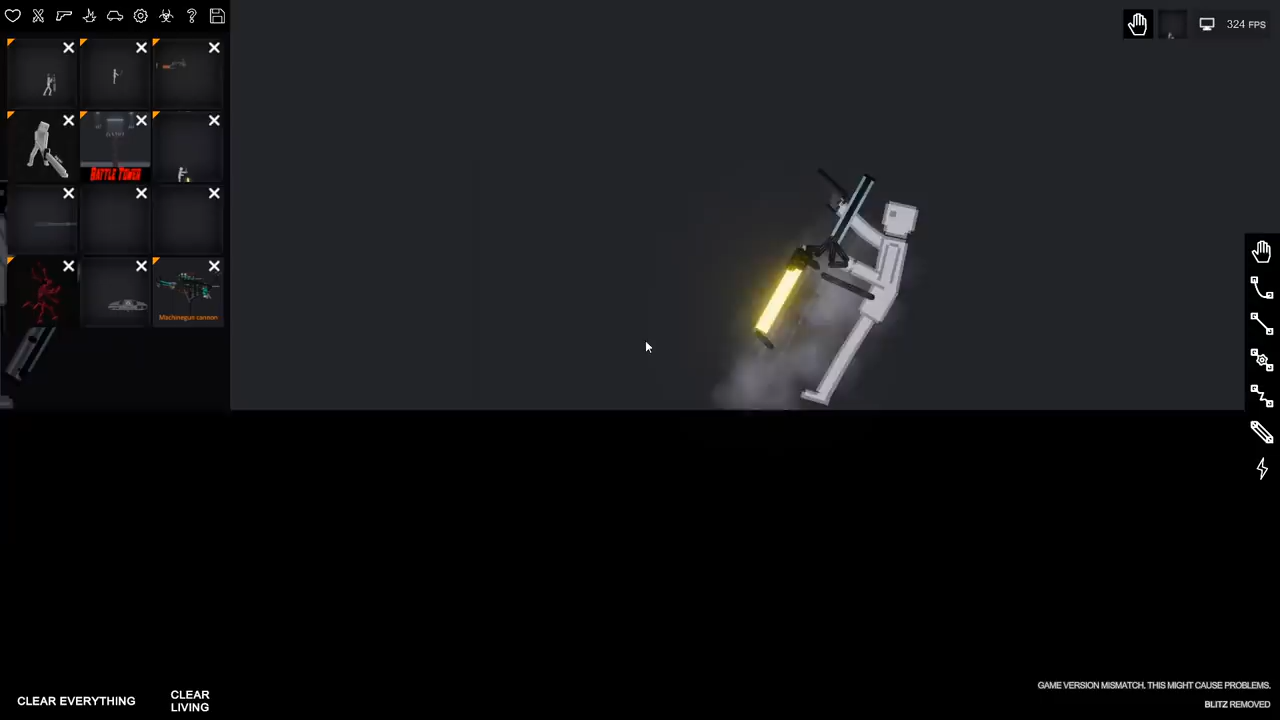 324 FPS
BATTLE TOWER
Machinegun cannon
CLEAR EVERYTHING
CLEAR
LIVING
GAME VERSION MISMATCH. THIS MIGHT CAUSE PROBLEMS.
BLITZ REMOVED